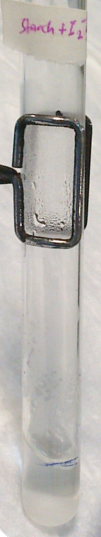 Starch + I₂